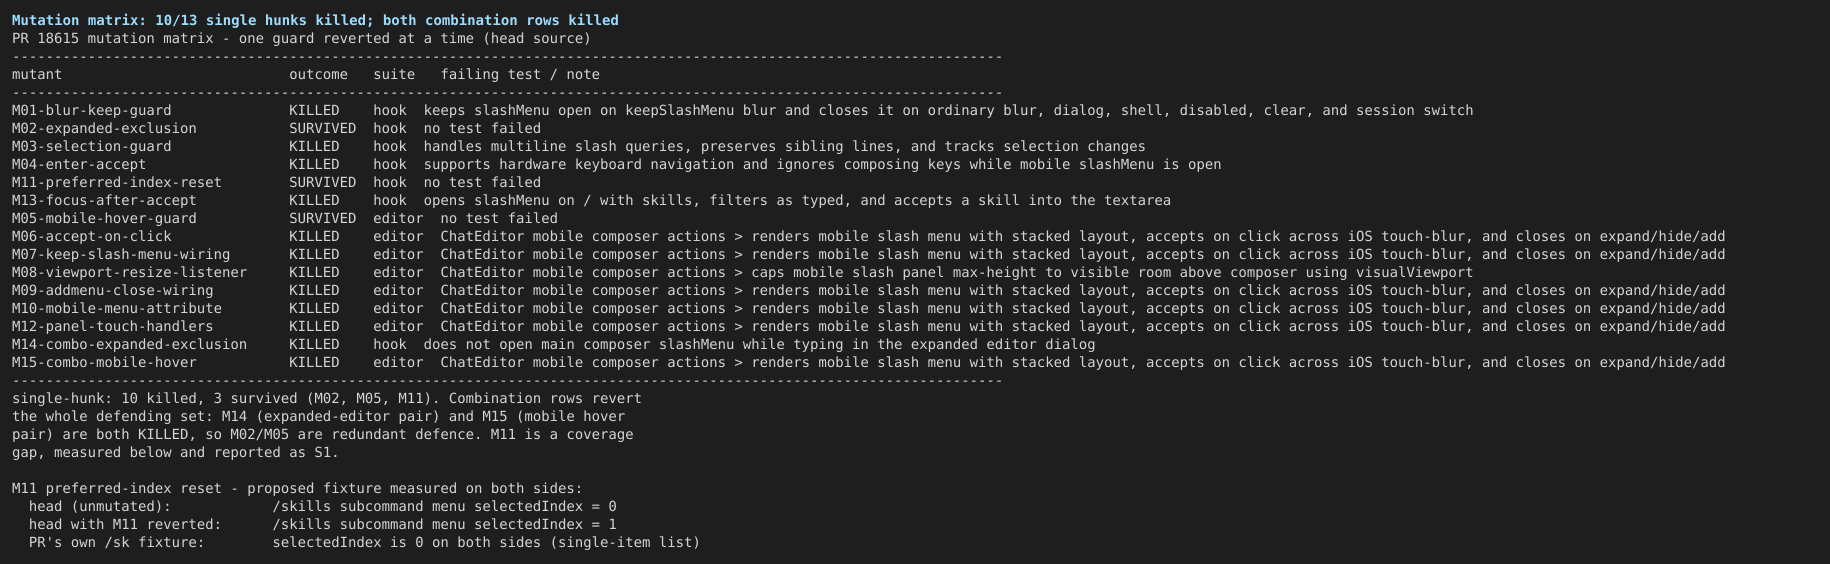 Mutation matrix: 10/13 single hunks killed; both combination rows killed
PR 18615 mutation matrix - one guard reverted at a time (head source)
----------------------------------------------------------------------------------------------------------------------
mutant                           outcome   suite   failing test / note
----------------------------------------------------------------------------------------------------------------------
M01-blur-keep-guard              KILLED    hook  keeps slashMenu open on keepSlashMenu blur and closes it on ordinary blur, dialog, shell, disabled, clear, and session switch
M02-expanded-exclusion           SURVIVED  hook  no test failed
M03-selection-guard              KILLED    hook  handles multiline slash queries, preserves sibling lines, and tracks selection changes
M04-enter-accept                 KILLED    hook  supports hardware keyboard navigation and ignores composing keys while mobile slashMenu is open
M11-preferred-index-reset        SURVIVED  hook  no test failed
M13-focus-after-accept           KILLED    hook  opens slashMenu on / with skills, filters as typed, and accepts a skill into the textarea
M05-mobile-hover-guard           SURVIVED  editor  no test failed
M06-accept-on-click              KILLED    editor  ChatEditor mobile composer actions > renders mobile slash menu with stacked layout, accepts on click across iOS touch-blur, and closes on expand/hide/add
M07-keep-slash-menu-wiring       KILLED    editor  ChatEditor mobile composer actions > renders mobile slash menu with stacked layout, accepts on click across iOS touch-blur, and closes on expand/hide/add
M08-viewport-resize-listener     KILLED    editor  ChatEditor mobile composer actions > caps mobile slash panel max-height to visible room above composer using visualViewport
M09-addmenu-close-wiring         KILLED    editor  ChatEditor mobile composer actions > renders mobile slash menu with stacked layout, accepts on click across iOS touch-blur, and closes on expand/hide/add
M10-mobile-menu-attribute        KILLED    editor  ChatEditor mobile composer actions > renders mobile slash menu with stacked layout, accepts on click across iOS touch-blur, and closes on expand/hide/add
M12-panel-touch-handlers         KILLED    editor  ChatEditor mobile composer actions > renders mobile slash menu with stacked layout, accepts on click across iOS touch-blur, and closes on expand/hide/add
M14-combo-expanded-exclusion     KILLED    hook  does not open main composer slashMenu while typing in the expanded editor dialog
M15-combo-mobile-hover           KILLED    editor  ChatEditor mobile composer actions > renders mobile slash menu with stacked layout, accepts on click across iOS touch-blur, and closes on expand/hide/add
----------------------------------------------------------------------------------------------------------------------
single-hunk: 10 killed, 3 survived (M02, M05, M11). Combination rows revert
the whole defending set: M14 (expanded-editor pair) and M15 (mobile hover
pair) are both KILLED, so M02/M05 are redundant defence. M11 is a coverage
gap, measured below and reported as S1.

M11 preferred-index reset - proposed fixture measured on both sides:
  head (unmutated):            /skills subcommand menu selectedIndex = 0
  head with M11 reverted:      /skills subcommand menu selectedIndex = 1
  PR's own /sk fixture:        selectedIndex is 0 on both sides (single-item list)